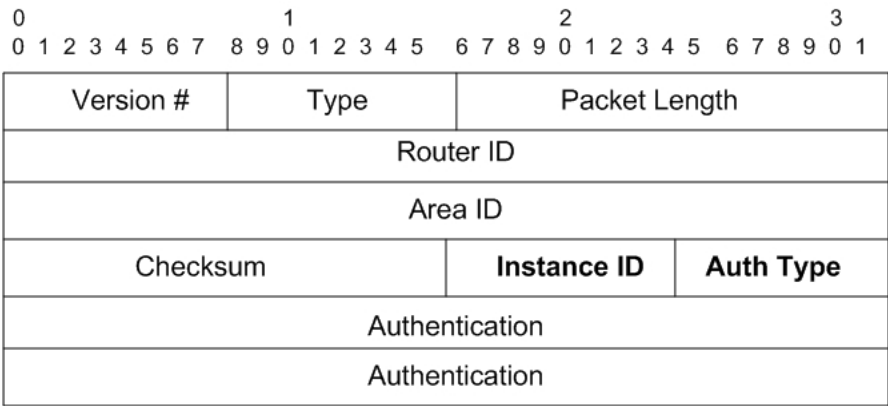 0 1 2 3
0 1 2 3 4 5 6 7 8 9 0 1 2 3 4 5 6 7 8 9 0 1 2 3 4 5 6 7 8 9 0 1
Version # Type Packet Length
Router ID
Area ID
Checksum Instance ID Auth Type
Authentication
Authentication